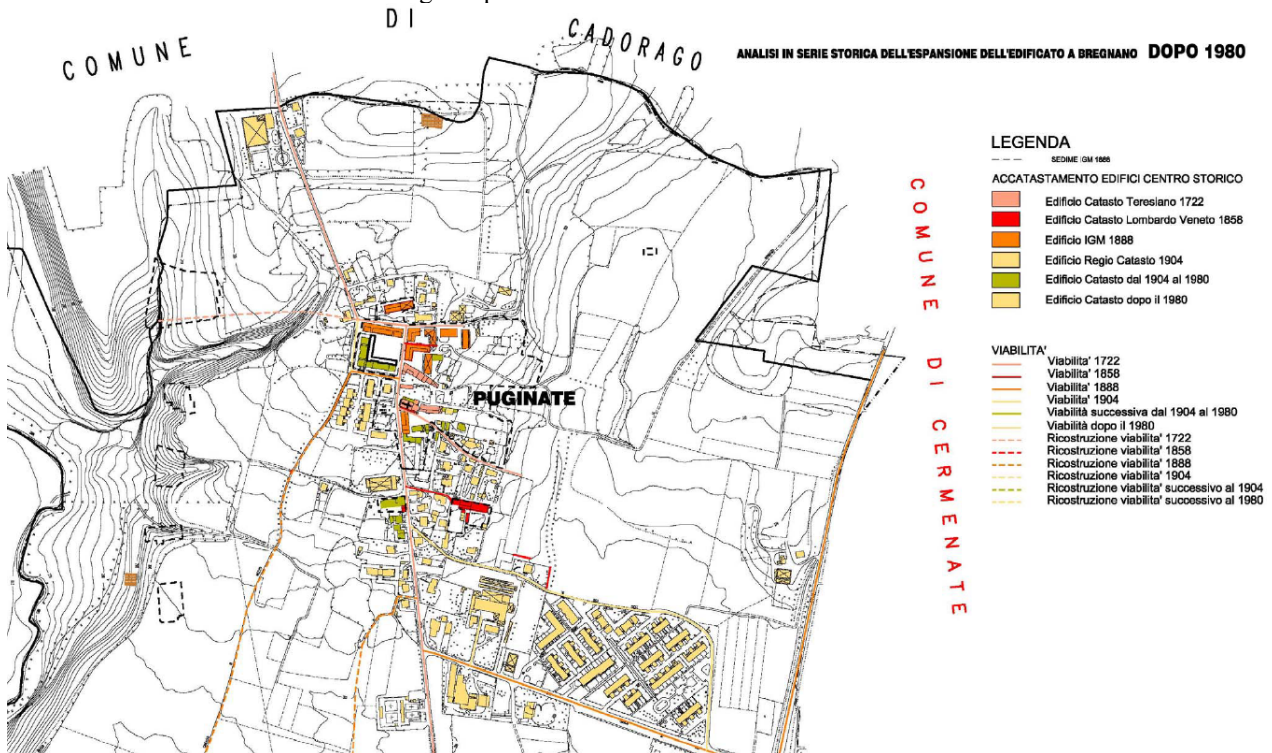 COMUNE
DI
CADORAGO
ANALISI IN SERIE STORICA DELL'ESPANSIONE DELL'EDIFICATO A BREGNANO DOPO 1980
LEGENDA
SEDIME IGM 1888
ACCATASTAMENTO EDIFICI CENTRO STORICO
Edificio Catasto Teresiano 1722
Edificio Catasto Lombardo Veneto 1858
Edificio IGM 1888
Edificio Regio Catasto 1904
Edificio Catasto dal 1904 al 1980
Edificio Catasto dopo il 1980
VIABILITA'
Viabilita' 1722
Viabilita' 1858
Viabilita' 1888
Viabilita' 1904
Viabilità successiva dal 1904 al 1980
Viabilità dopo il 1980
Ricostruzione viabilita' 1722
Ricostruzione viabilita' 1858
Ricostruzione viabilita' 1888
Ricostruzione viabilita' 1904
Ricostruzione viabilita' successivo al 1904
Ricostruzione viabilita' successivo al 1980
COMUNE DI CERMENATE
PUGINATE